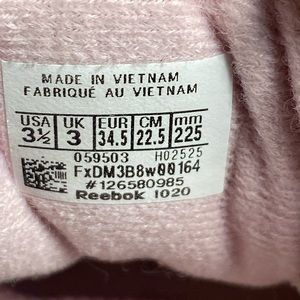 MADE IN VIETNAM
FABRIQUÉ AU VIETNAM
USA UK EUR CM mm
3½ 3 34.5 22.5 225
059503 H02525
FxDM3B8w00164
#126580985
Reebok 1020